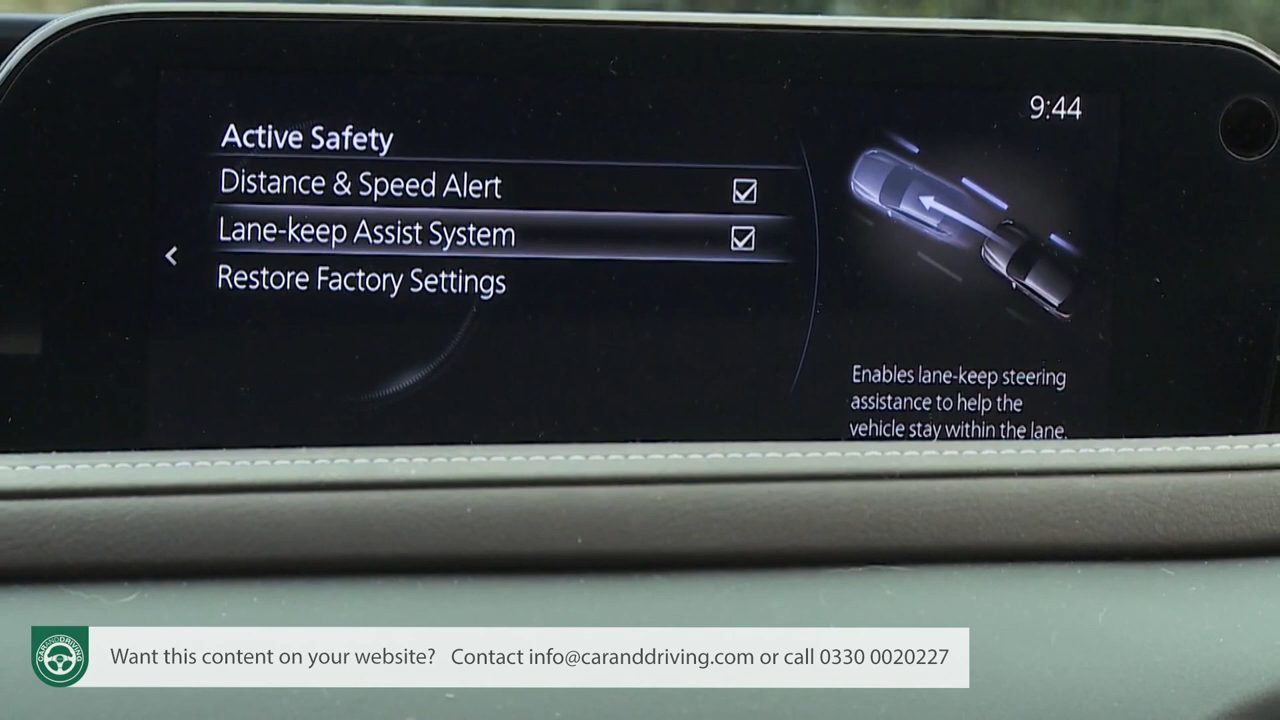 9:44
Active Safety
Distance & Speed Alert
Lane-keep Assist System
Restore Factory Settings
Enables lane-keep steering
assistance to help the
vehicle stay within the lane.
CARANDDRIVING
Want this content on your website? Contact info@caranddriving.com or call 0330 0020227